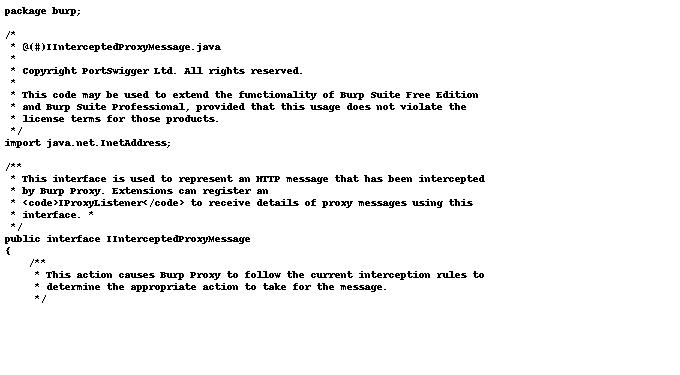 package burp;

/*
 * @(#)IInterceptedProxyMessage.java
 *
 * Copyright PortSwigger Ltd. All rights reserved.
 *
 * This code may be used to extend the functionality of Burp Suite Free Edition
 * and Burp Suite Professional, provided that this usage does not violate the
 * license terms for those products.
 */
import java.net.InetAddress;

/**
 * This interface is used to represent an HTTP message that has been intercepted
 * by Burp Proxy. Extensions can register an
 * <code>IProxyListener</code> to receive details of proxy messages using this
 * interface. *
 */
public interface IInterceptedProxyMessage
{
    /**
     * This action causes Burp Proxy to follow the current interception rules to
     * determine the appropriate action to take for the message.
     */